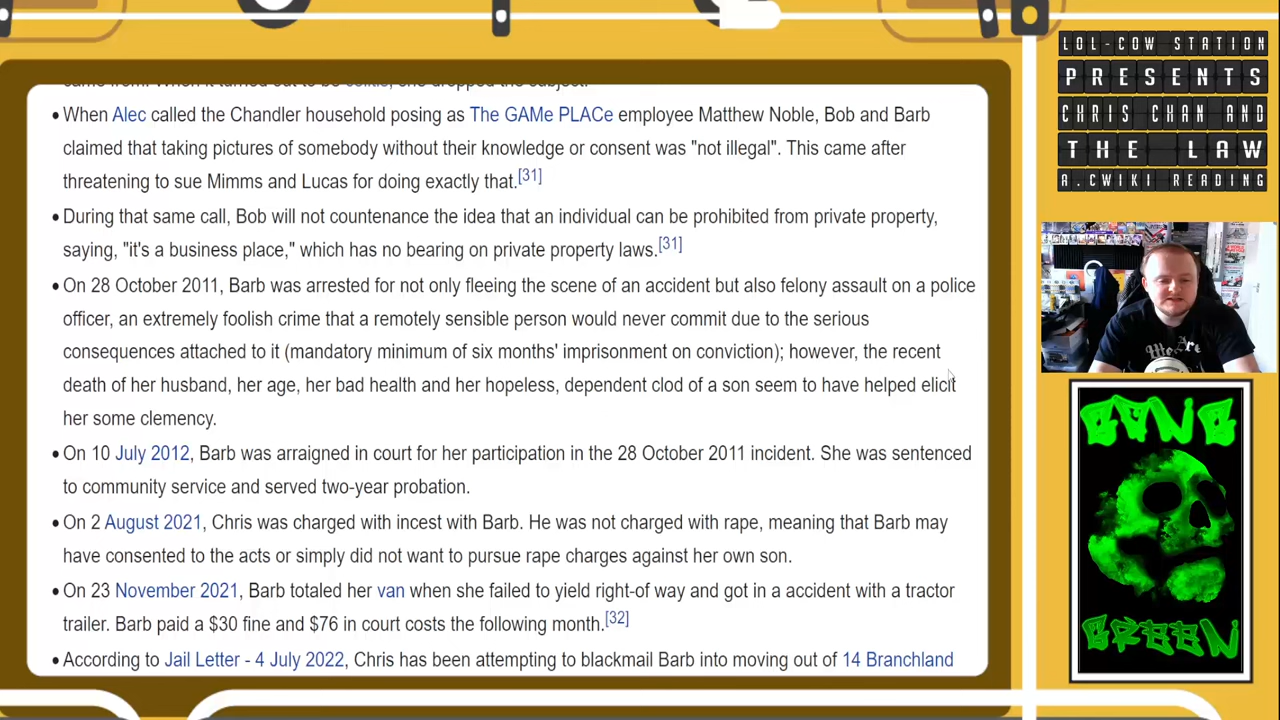 came from. When it turned out to be
she dropped the subject.
When Alec called the Chandler household posing as The GAMe PLACe employee Matthew Noble, Bob and Barb
claimed that taking pictures of somebody without their knowledge or consent was "not illegal". This came after
threatening to sue Mimms and Lucas for doing exactly that.[31]
During that same call, Bob will not countenance the idea that an individual can be prohibited from private property,
saying, "it's a business place," which has no bearing on private property laws.[31]
On 28 October 2011, Barb was arrested for not only fleeing the scene of an accident but also felony assault on a police
officer, an extremely foolish crime that a remotely sensible person would never commit due to the serious
consequences attached to it (mandatory minimum of six months' imprisonment on conviction); however, the recent
death of her husband, her age, her bad health and her hopeless, dependent clod of a son seem to have helped elicit
her some clemency.
On 10 July 2012, Barb was arraigned in court for her participation in the 28 October 2011 incident. She was sentenced
to community service and served two-year probation.
On 2 August 2021, Chris was charged with incest with Barb. He was not charged with rape, meaning that Barb may
have consented to the acts or simply did not want to pursue rape charges against her own son.
On 23 November 2021, Barb totaled her van when she failed to yield right-of way and got in a accident with a tractor
trailer. Barb paid a $30 fine and $76 in court costs the following month.[32]
According to Jail Letter - 4 July 2022, Chris has been attempting to blackmail Barb into moving out of 14 Branchland
LOL-COW STATION
PRESENTS
CHRIS CHAN AND
THE LAW
A.CWIKI READING
GANG
GREEN